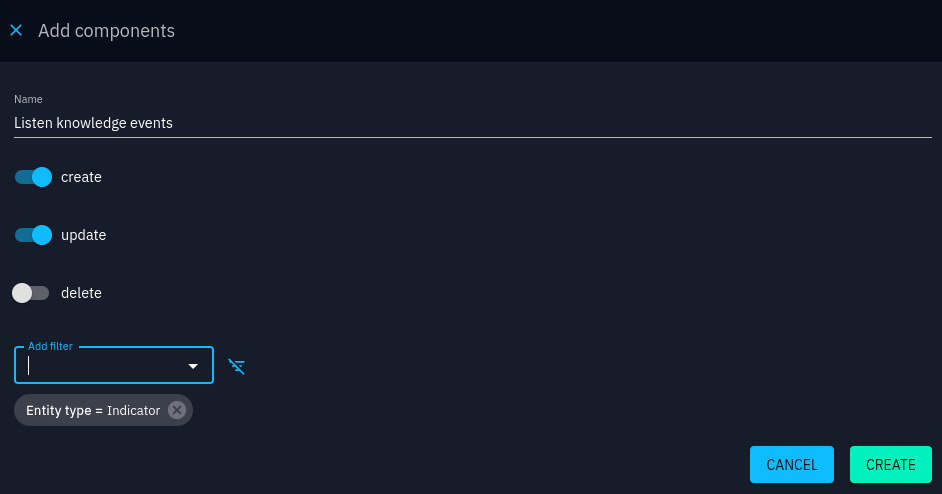 Add components
Name
Listen knowledge events
create
update
delete
Add filter
Entity type = Indicator
CANCEL
CREATE